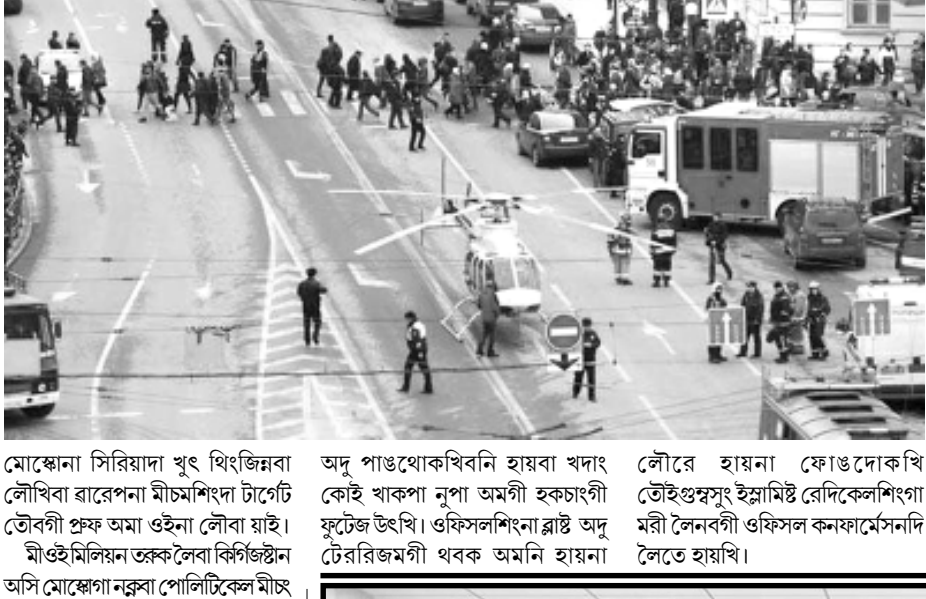 মোস্কোনা সিরিয়াদা খুৎ থিংজিন্নবা
লৌখিবা ৱারেপনা মীচমশিংদা টার্গেট
তৌবগী প্রুফ অমা ওইনা লৌবা য়াই।
মীওই মিলিয়ন তরুক লৈবা কির্গিজস্তান
অসি মোস্কোগা নক্নবা পোলিটিকেল মীচং
অদু পাঙথোকখিবনি হায়বা খদাং
কোই খাকপা নুপা অমগী হকচাংগী
ফুটেজ উৎখি। ওফিসলশিংনা ব্লাষ্ট অদু
টেররিজমগী থবক অমনি হায়না
লৌরে হায়না ফোঙদোকখি
তৌইগুম্বসুং ইস্লামিষ্ট রেদিকেলশিংগা
মরী লৈনবগী ওফিসল কনফার্মেসনদি
লৈতে হায়খি।